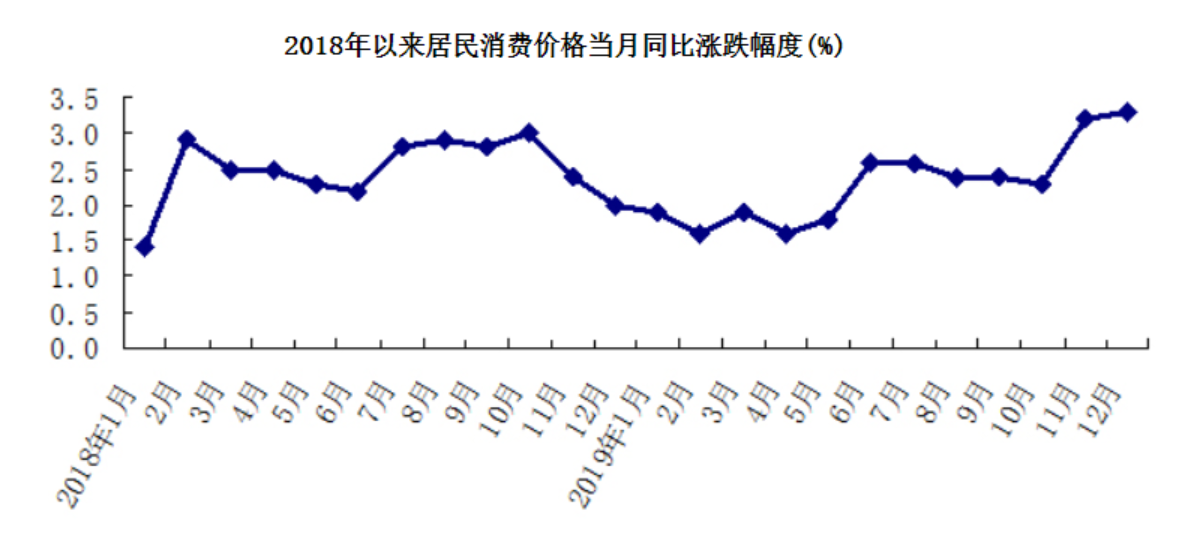 2018年以来居民消费价格当月同比涨跌幅度(%)
3.5
3.0
2.5
2.0
1.5
1.0
0.5
0.0
2018年1月
2月
3月
4月
5月
6月
7月
8月
9月
10月
11月
12月
2019年1月
2月
3月
4月
5月
6月
7月
8月
9月
10月
11月
12月